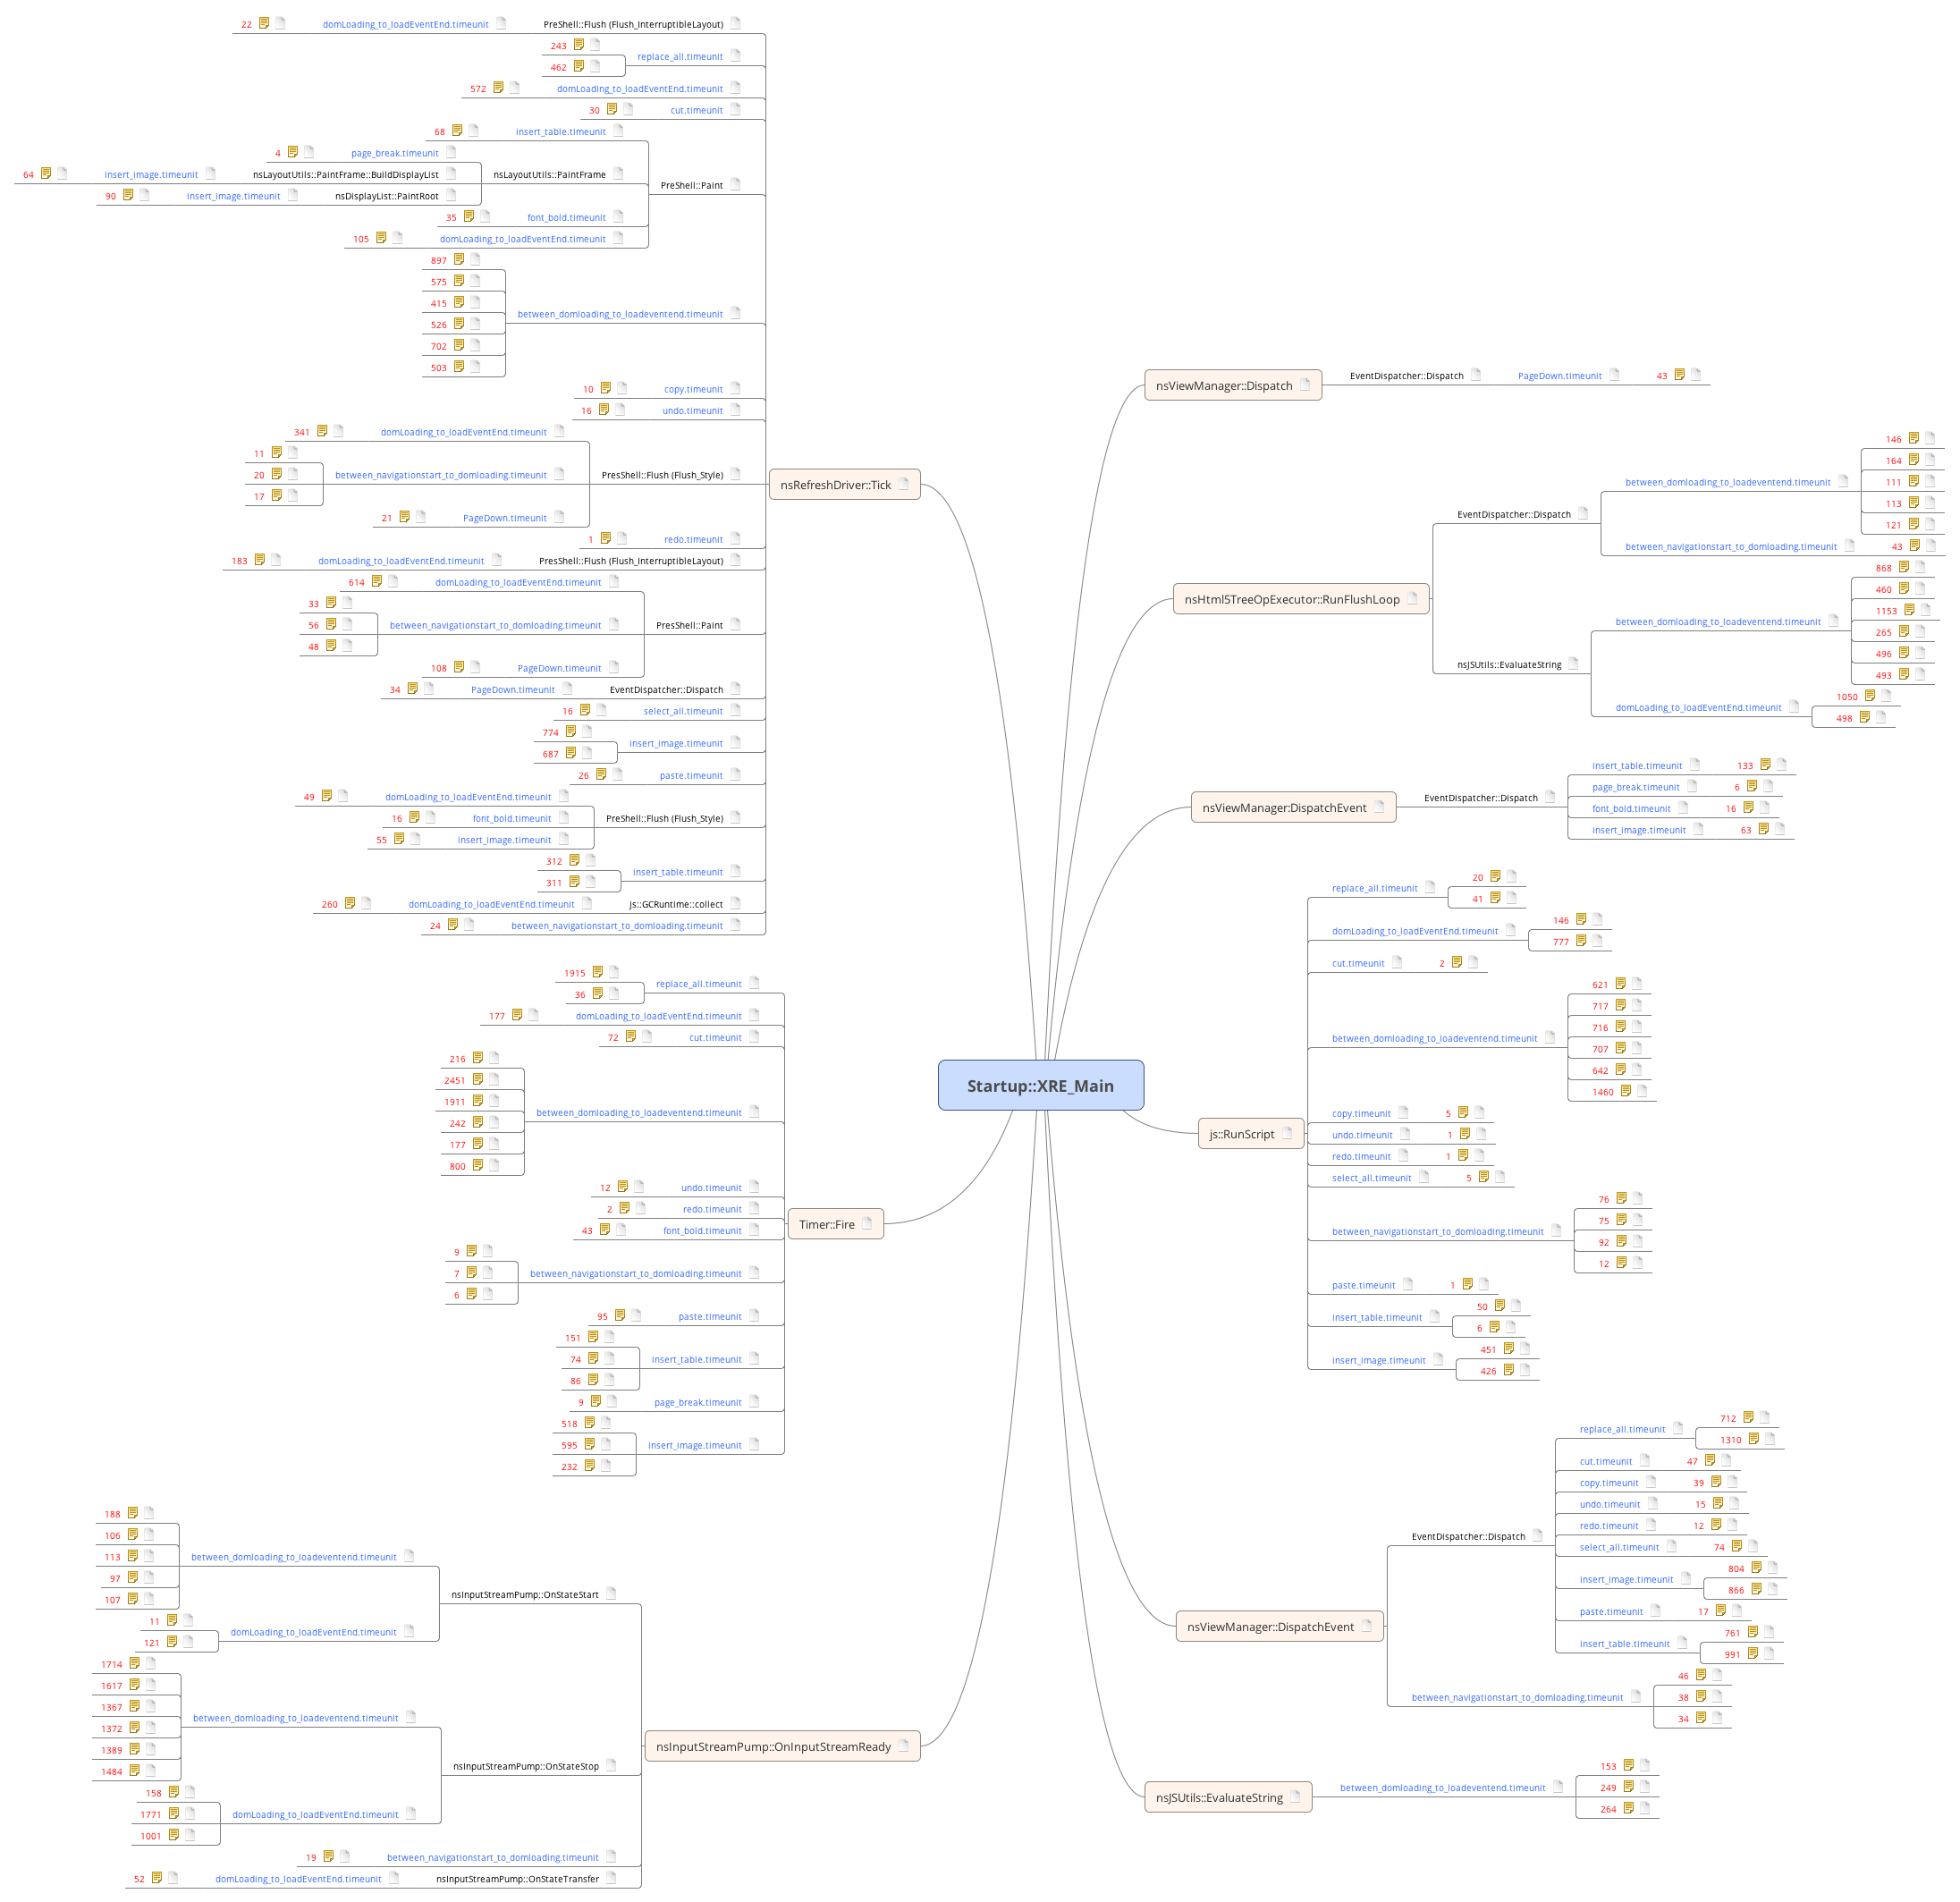 Startup::XRE_Main
nsRefreshDriver::Tick
PreShell::Flush (Flush_InterruptibleLayout)
domLoading_to_loadEventEnd.timeunit
22
replace_all.timeunit
243
462
domLoading_to_loadEventEnd.timeunit
572
cut.timeunit
30
PreShell::Paint
insert_table.timeunit
68
nsLayoutUtils::PaintFrame
page_break.timeunit
4
nsLayoutUtils::PaintFrame::BuildDisplayList
insert_image.timeunit
64
nsDisplayList::PaintRoot
insert_image.timeunit
90
font_bold.timeunit
35
domLoading_to_loadEventEnd.timeunit
105
between_domloading_to_loadeventend.timeunit
897
575
415
526
702
503
copy.timeunit
10
undo.timeunit
16
PresShell::Flush (Flush_Style)
domLoading_to_loadEventEnd.timeunit
341
between_navigationstart_to_domloading.timeunit
11
20
17
PageDown.timeunit
21
redo.timeunit
1
PresShell::Flush (Flush_InterruptibleLayout)
domLoading_to_loadEventEnd.timeunit
183
PresShell::Paint
domLoading_to_loadEventEnd.timeunit
614
between_navigationstart_to_domloading.timeunit
33
56
48
PageDown.timeunit
108
EventDispatcher::Dispatch
PageDown.timeunit
34
select_all.timeunit
16
insert_image.timeunit
774
687
paste.timeunit
26
PreShell::Flush (Flush_Style)
domLoading_to_loadEventEnd.timeunit
49
font_bold.timeunit
16
insert_image.timeunit
55
insert_table.timeunit
312
311
js::GCRuntime::collect
domLoading_to_loadEventEnd.timeunit
260
between_navigationstart_to_domloading.timeunit
24
Timer::Fire
replace_all.timeunit
1915
36
domLoading_to_loadEventEnd.timeunit
177
cut.timeunit
72
between_domloading_to_loadeventend.timeunit
216
2451
1911
242
177
800
undo.timeunit
12
redo.timeunit
2
font_bold.timeunit
43
between_navigationstart_to_domloading.timeunit
9
7
6
paste.timeunit
95
insert_table.timeunit
151
74
86
page_break.timeunit
9
insert_image.timeunit
518
595
232
nsInputStreamPump::OnInputStreamReady
nsInputStreamPump::OnStateStart
between_domloading_to_loadeventend.timeunit
188
106
113
97
107
domLoading_to_loadEventEnd.timeunit
11
121
nsInputStreamPump::OnStateStop
between_domloading_to_loadeventend.timeunit
1714
1617
1367
1372
1389
1484
domLoading_to_loadEventEnd.timeunit
158
1771
1001
between_navigationstart_to_domloading.timeunit
19
nsInputStreamPump::OnStateTransfer
domLoading_to_loadEventEnd.timeunit
52
nsViewManager::Dispatch
EventDispatcher::Dispatch
PageDown.timeunit
43
nsHtml5TreeOpExecutor::RunFlushLoop
EventDispatcher::Dispatch
between_domloading_to_loadeventend.timeunit
146
164
111
113
121
between_navigationstart_to_domloading.timeunit
43
nsJSUtils::EvaluateString
between_domloading_to_loadeventend.timeunit
868
460
1153
265
496
493
domLoading_to_loadEventEnd.timeunit
1050
498
nsViewManager:DispatchEvent
EventDispatcher::Dispatch
insert_table.timeunit
133
page_break.timeunit
6
font_bold.timeunit
16
insert_image.timeunit
63
js::RunScript
replace_all.timeunit
20
41
domLoading_to_loadEventEnd.timeunit
146
777
cut.timeunit
2
between_domloading_to_loadeventend.timeunit
621
717
716
707
642
1460
copy.timeunit
5
undo.timeunit
1
redo.timeunit
1
select_all.timeunit
5
between_navigationstart_to_domloading.timeunit
76
75
92
12
paste.timeunit
1
insert_table.timeunit
50
6
insert_image.timeunit
451
426
nsViewManager::DispatchEvent
EventDispatcher::Dispatch
replace_all.timeunit
712
1310
cut.timeunit
47
copy.timeunit
39
undo.timeunit
15
redo.timeunit
12
select_all.timeunit
74
insert_image.timeunit
804
866
paste.timeunit
17
insert_table.timeunit
761
991
between_navigationstart_to_domloading.timeunit
46
38
34
nsJSUtils::EvaluateString
between_domloading_to_loadeventend.timeunit
153
249
264